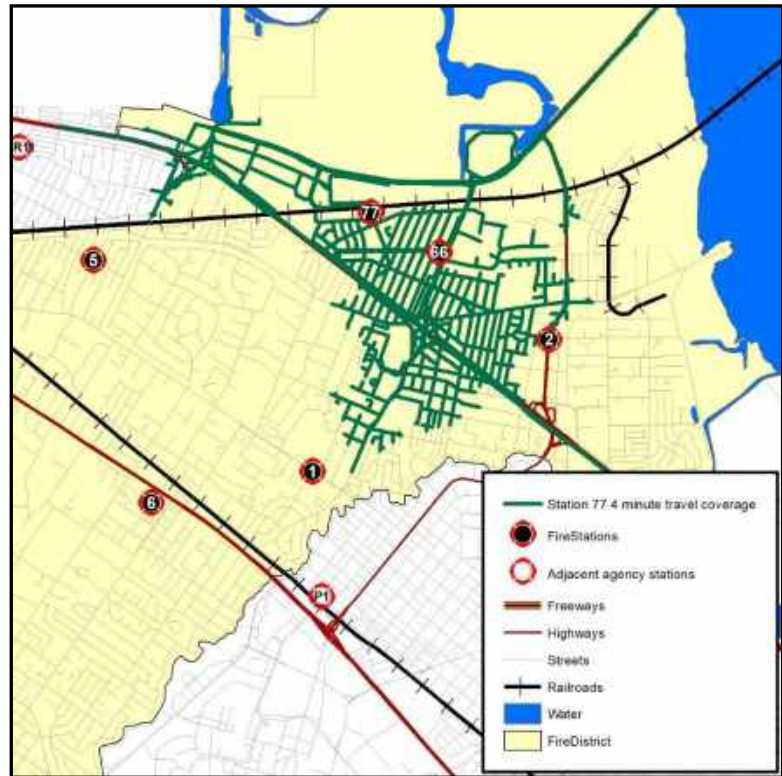 77
66
5
2
1
6
P1
Station 77 4 minute travel coverage
FireStations
Adjacent agency stations
Freeways
Highways
Streets
Railroads
Water
FireDistrict